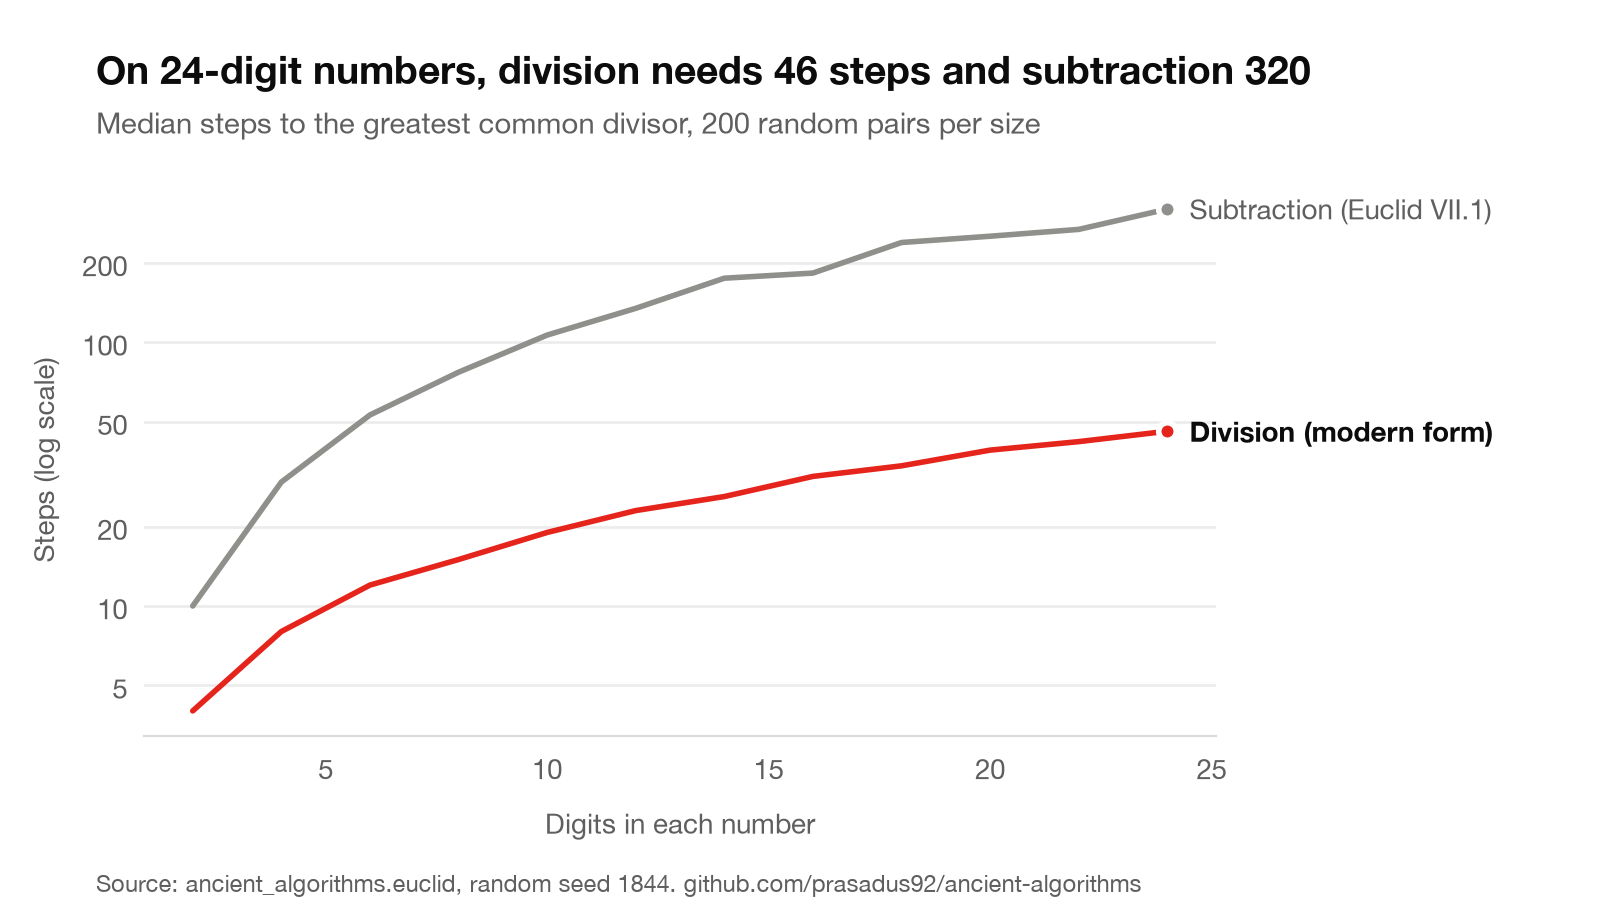 On 24-digit numbers, division needs 46 steps and subtraction 320
Median steps to the greatest common divisor, 200 random pairs per size
Subtraction (Euclid VII.1)
200
100
50
Division (modern form)
20
10
5
Steps (log scale)
5 10 15 20 25
Digits in each number
Source: ancient_algorithms.euclid, random seed 1844. github.com/prasadus92/ancient-algorithms